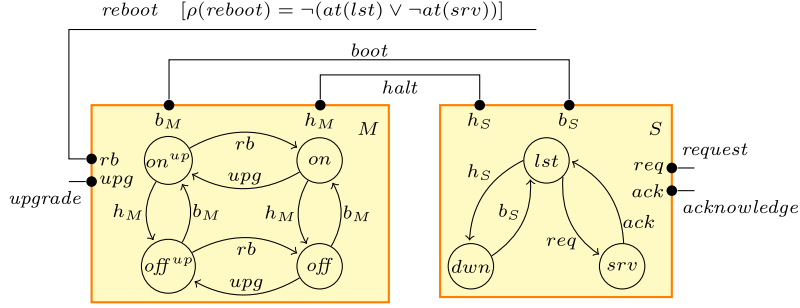 reboot [ρ(reboot) = ¬(at(lst) ∨ ¬at(srv))]
boot
halt
b_M h_M M
h_S b_S S
rb
upg
upgrade
on^up rb on
upg
h_M b_M h_M b_M
off^up rb off
upg
lst
h_S b_S
req ack
dwn srv
req request
ack acknowledge